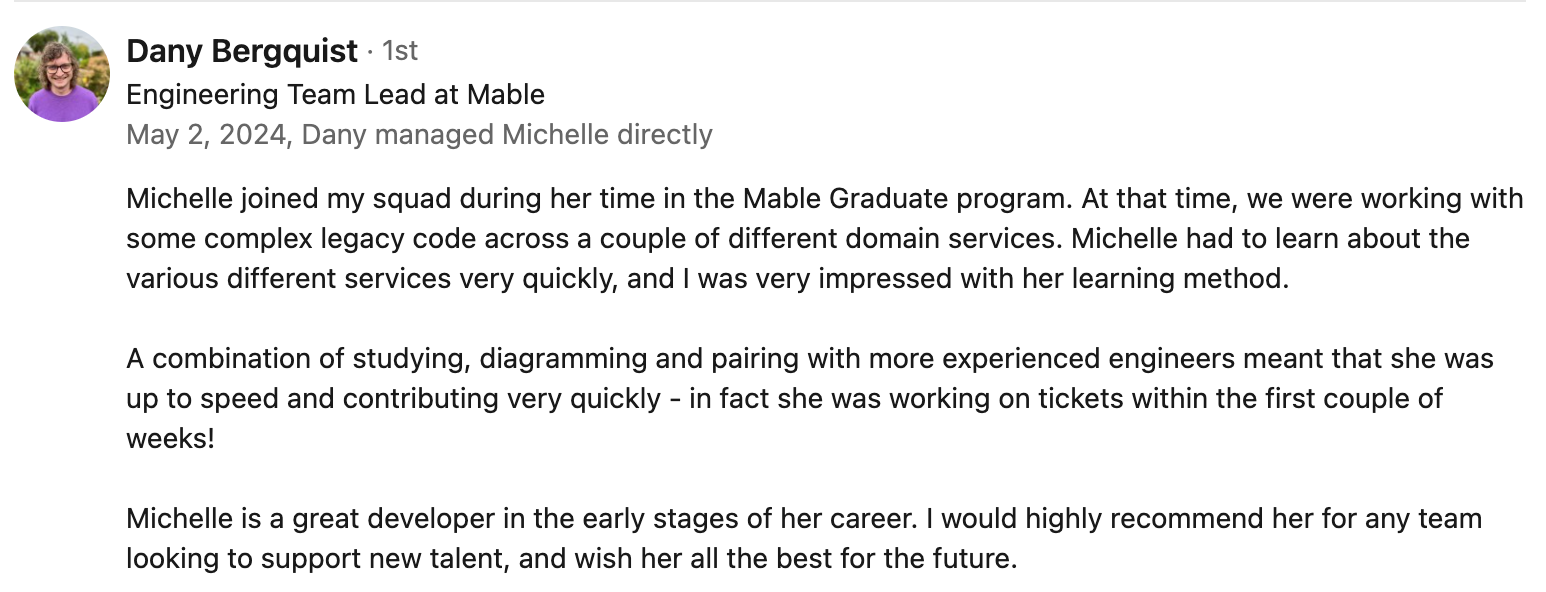 Dany Bergquist · 1st
Engineering Team Lead at Mable
May 2, 2024, Dany managed Michelle directly
Michelle joined my squad during her time in the Mable Graduate program. At that time, we were working with
some complex legacy code across a couple of different domain services. Michelle had to learn about the
various different services very quickly, and I was very impressed with her learning method.
A combination of studying, diagramming and pairing with more experienced engineers meant that she was
up to speed and contributing very quickly - in fact she was working on tickets within the first couple of
weeks!
Michelle is a great developer in the early stages of her career. I would highly recommend her for any team
looking to support new talent, and wish her all the best for the future.